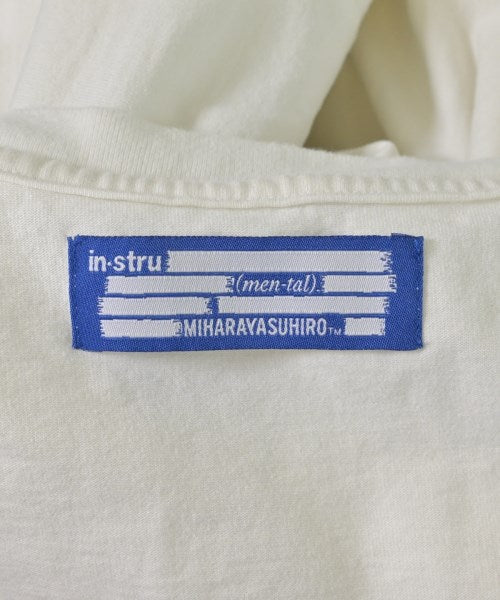 in·stru
(men-tal).
MIHARAYASUHIRO™